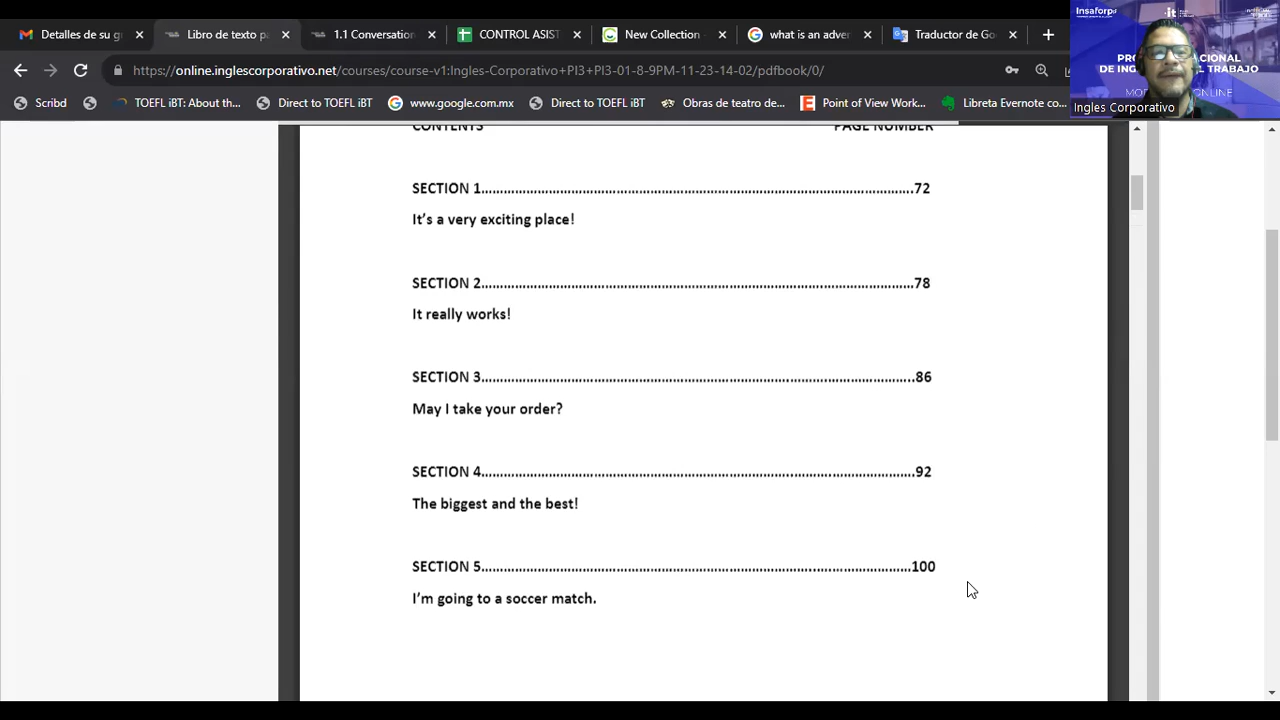 Detalles de su g
Libro de texto pa
1.1 Conversation
CONTROL ASIST
New Collection
what is an adver
Traductor de Go
Insaforp
.it
https://online.inglescorporativo.net/courses/course-v1:Ingles-Corporativo+PI3+PI3-01-8-9PM-11-23-14-02/pdfbook/0/
Scribd
TOEFL iBT: About th...
Direct to TOEFL iBT
www.google.com.mx
Direct to TOEFL iBT
Obras de teatro de...
Point of View Work...
Libreta Evernote co...
Ingles Corporativo
CONTENTS PAGE NUMBER
SECTION 1.......................................................72
It's a very exciting place!
SECTION 2.......................................................78
It really works!
SECTION 3.......................................................86
May I take your order?
SECTION 4.......................................................92
The biggest and the best!
SECTION 5.......................................................100
I'm going to a soccer match.